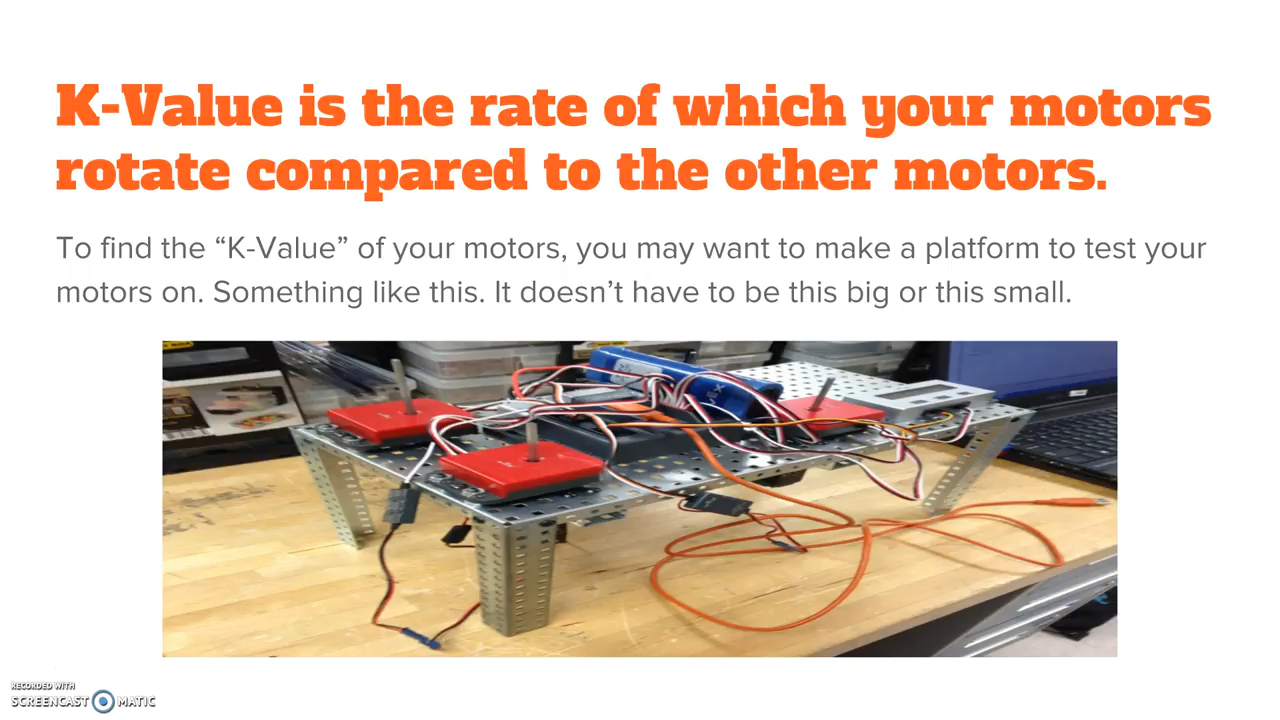 K-Value is the rate of which your motors
rotate compared to the other motors.
To find the “K-Value” of your motors, you may want to make a platform to test your
motors on. Something like this. It doesn’t have to be this big or this small.
RECORDED WITH
SCREENCAST MATIC